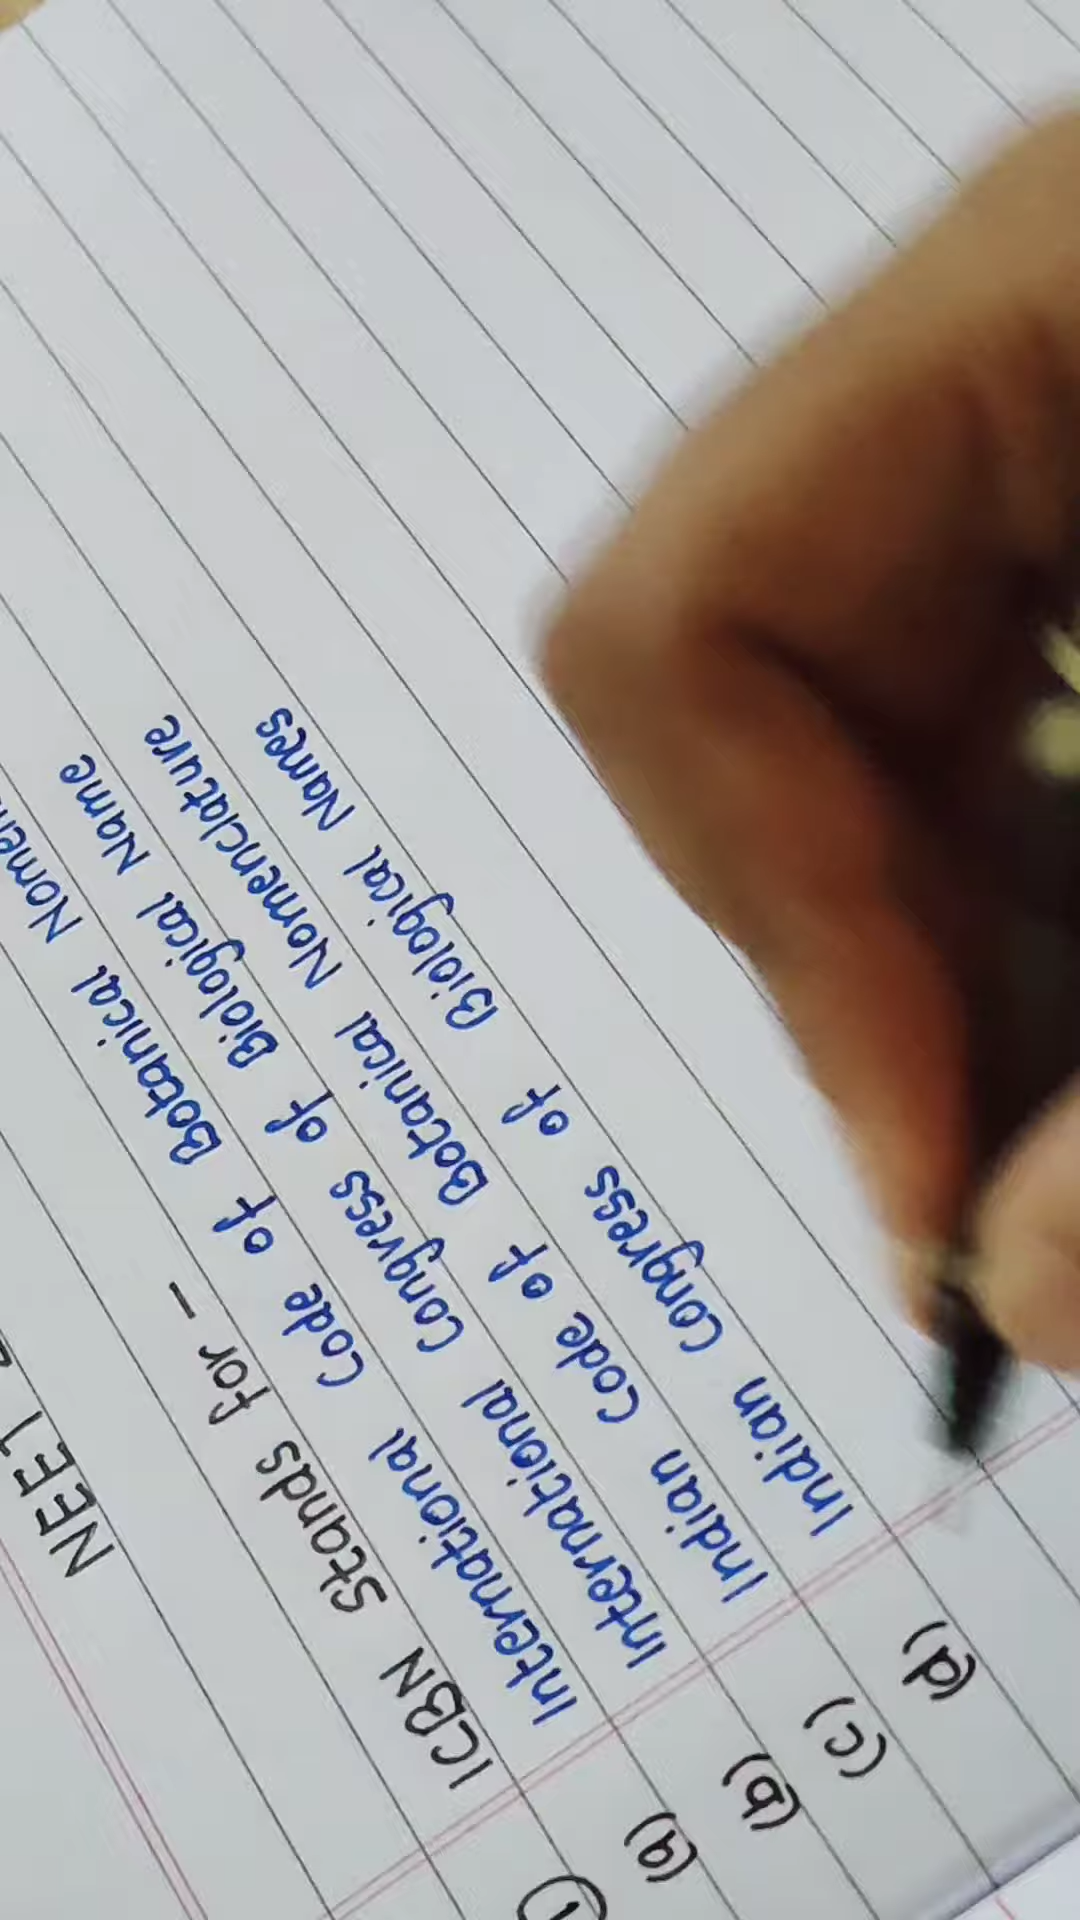 NEET
① ICBN stands for -
(a) International Code of Botanical
(b) International Congress of Biological Name
(c) Indian Code of Botanical Nomenclature
(d) Indian Congress of Biological Names